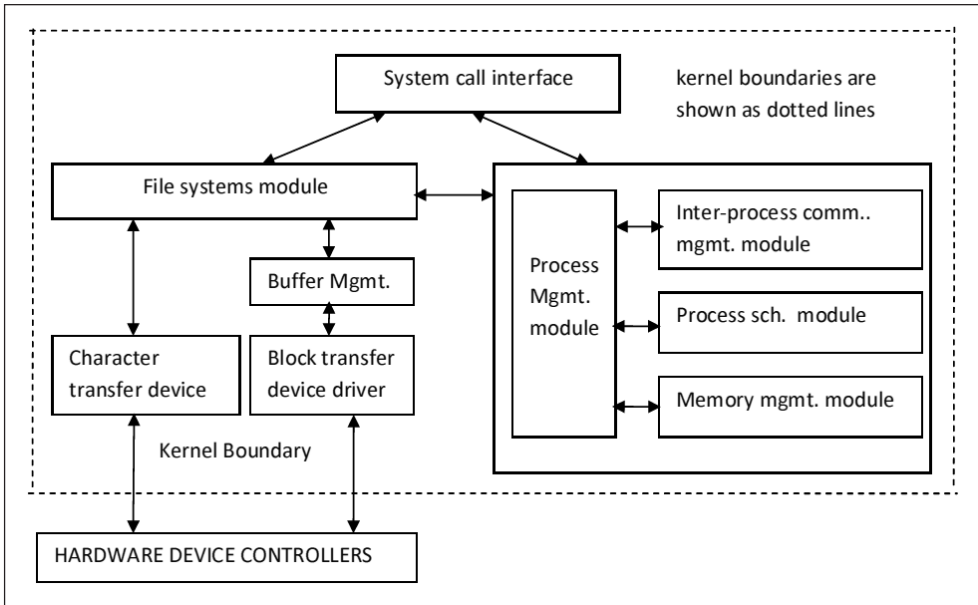 System call interface
kernel boundaries are
shown as dotted lines
File systems module
Inter-process comm..
mgmt. module
Process
Mgmt.
module
Buffer Mgmt.
Process sch. module
Character
transfer device
Block transfer
device driver
Memory mgmt. module
Kernel Boundary
HARDWARE DEVICE CONTROLLERS